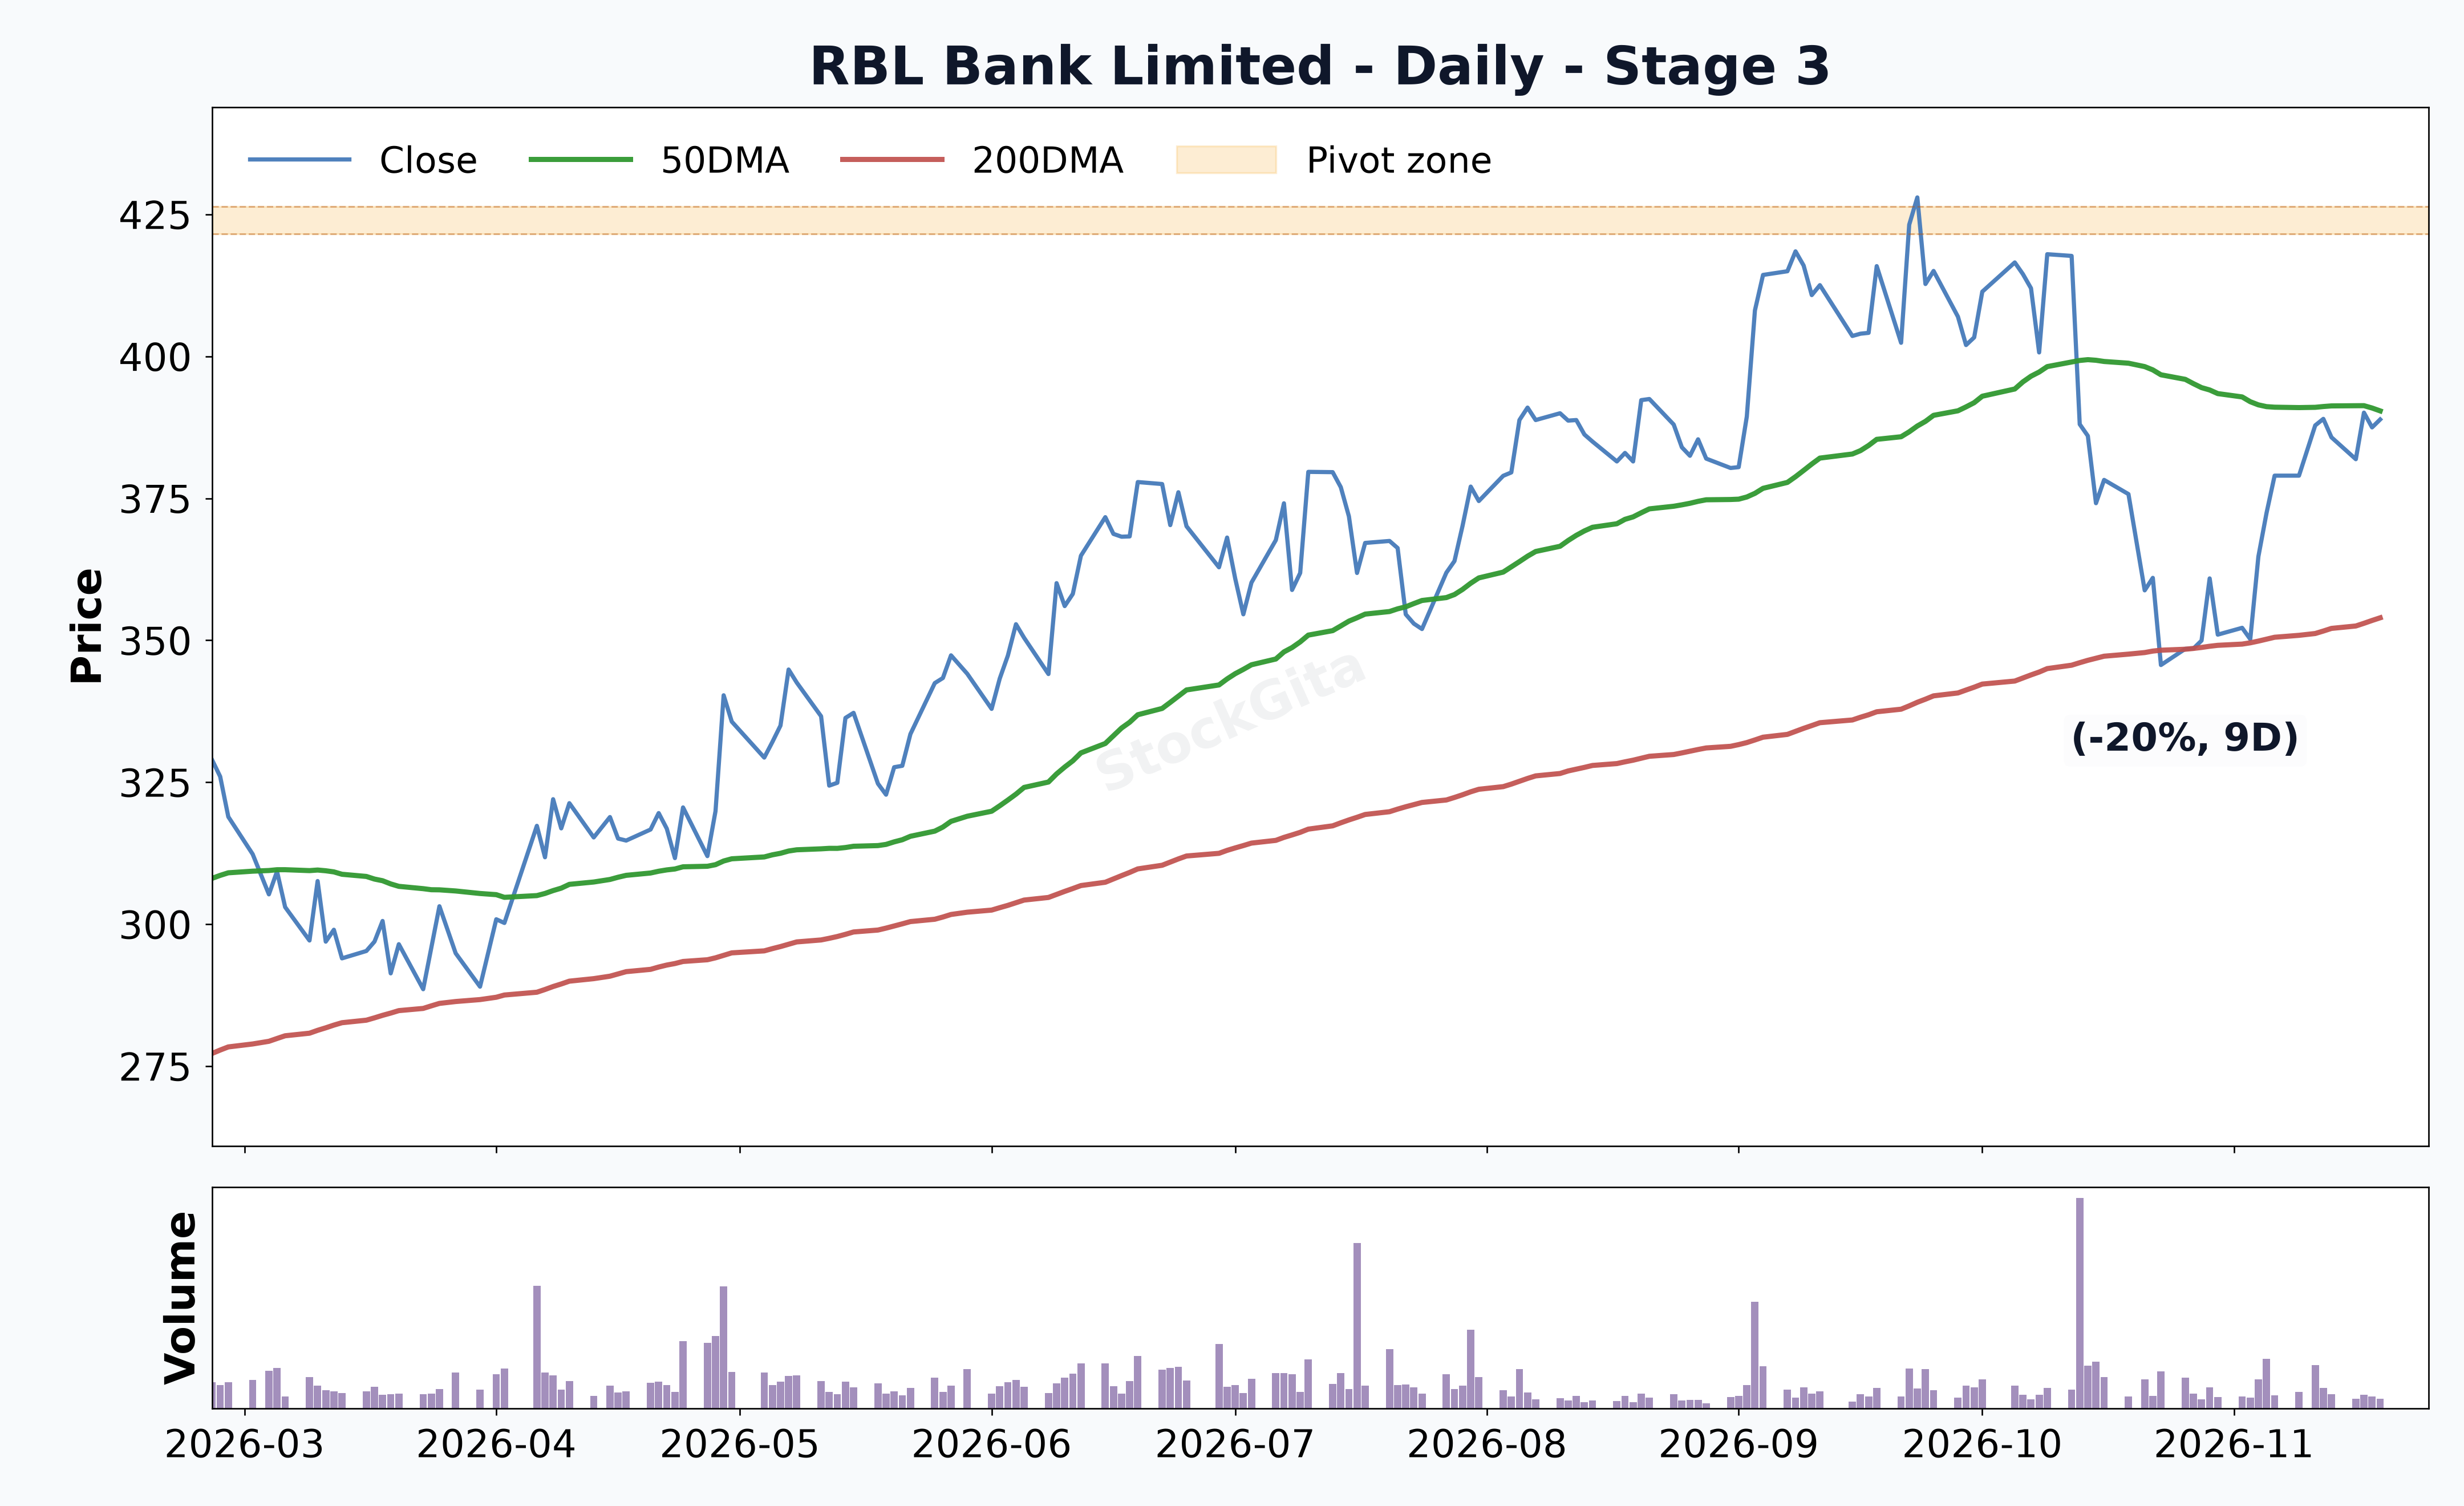 RBL Bank Limited - Daily - Stage 3
Close
50DMA
200DMA
Pivot zone
425
400
375
350
325
300
275
Price
StockGita
(-20%, 9D)
Volume
2026-03
2026-04
2026-05
2026-06
2026-07
2026-08
2026-09
2026-10
2026-11